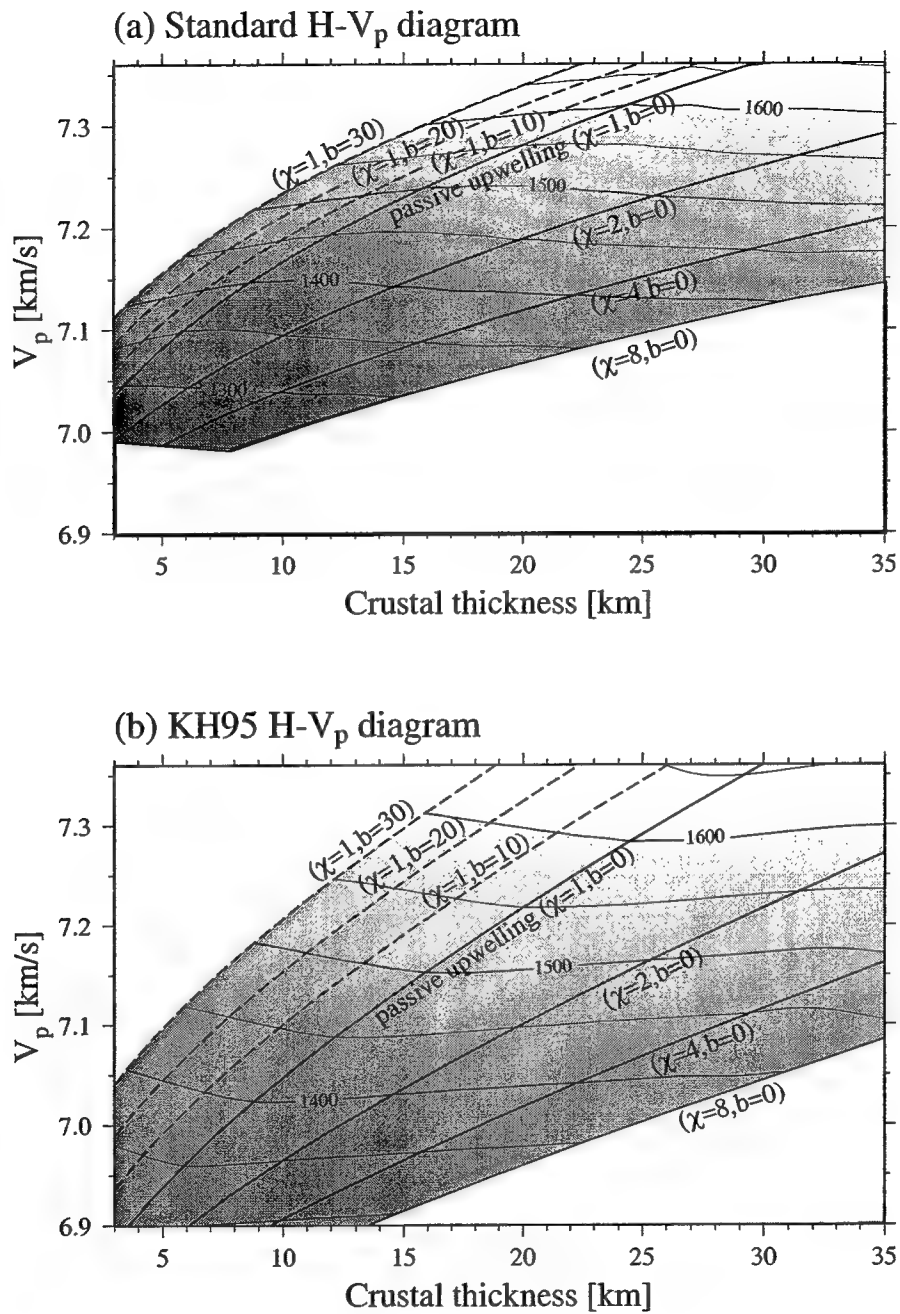 (a) Standard H-Vp diagram
7.3
7.2
7.1
7.0
6.9
Vp [km/s]
(χ=1,b=30)
(χ=1,b=20)
(χ=1,b=10)
passive upwelling (χ=1,b=0)
(χ=2,b=0)
(χ=4,b=0)
(χ=8,b=0)
1600
1500
1400
1300
5 10 15 20 25 30 35
Crustal thickness [km]
(b) KH95 H-Vp diagram
7.3
7.2
7.1
7.0
6.9
Vp [km/s]
(χ=1,b=30)
(χ=1,b=20)
(χ=1,b=10)
passive upwelling (χ=1,b=0)
(χ=2,b=0)
(χ=4,b=0)
(χ=8,b=0)
1600
1500
1400
5 10 15 20 25 30 35
Crustal thickness [km]